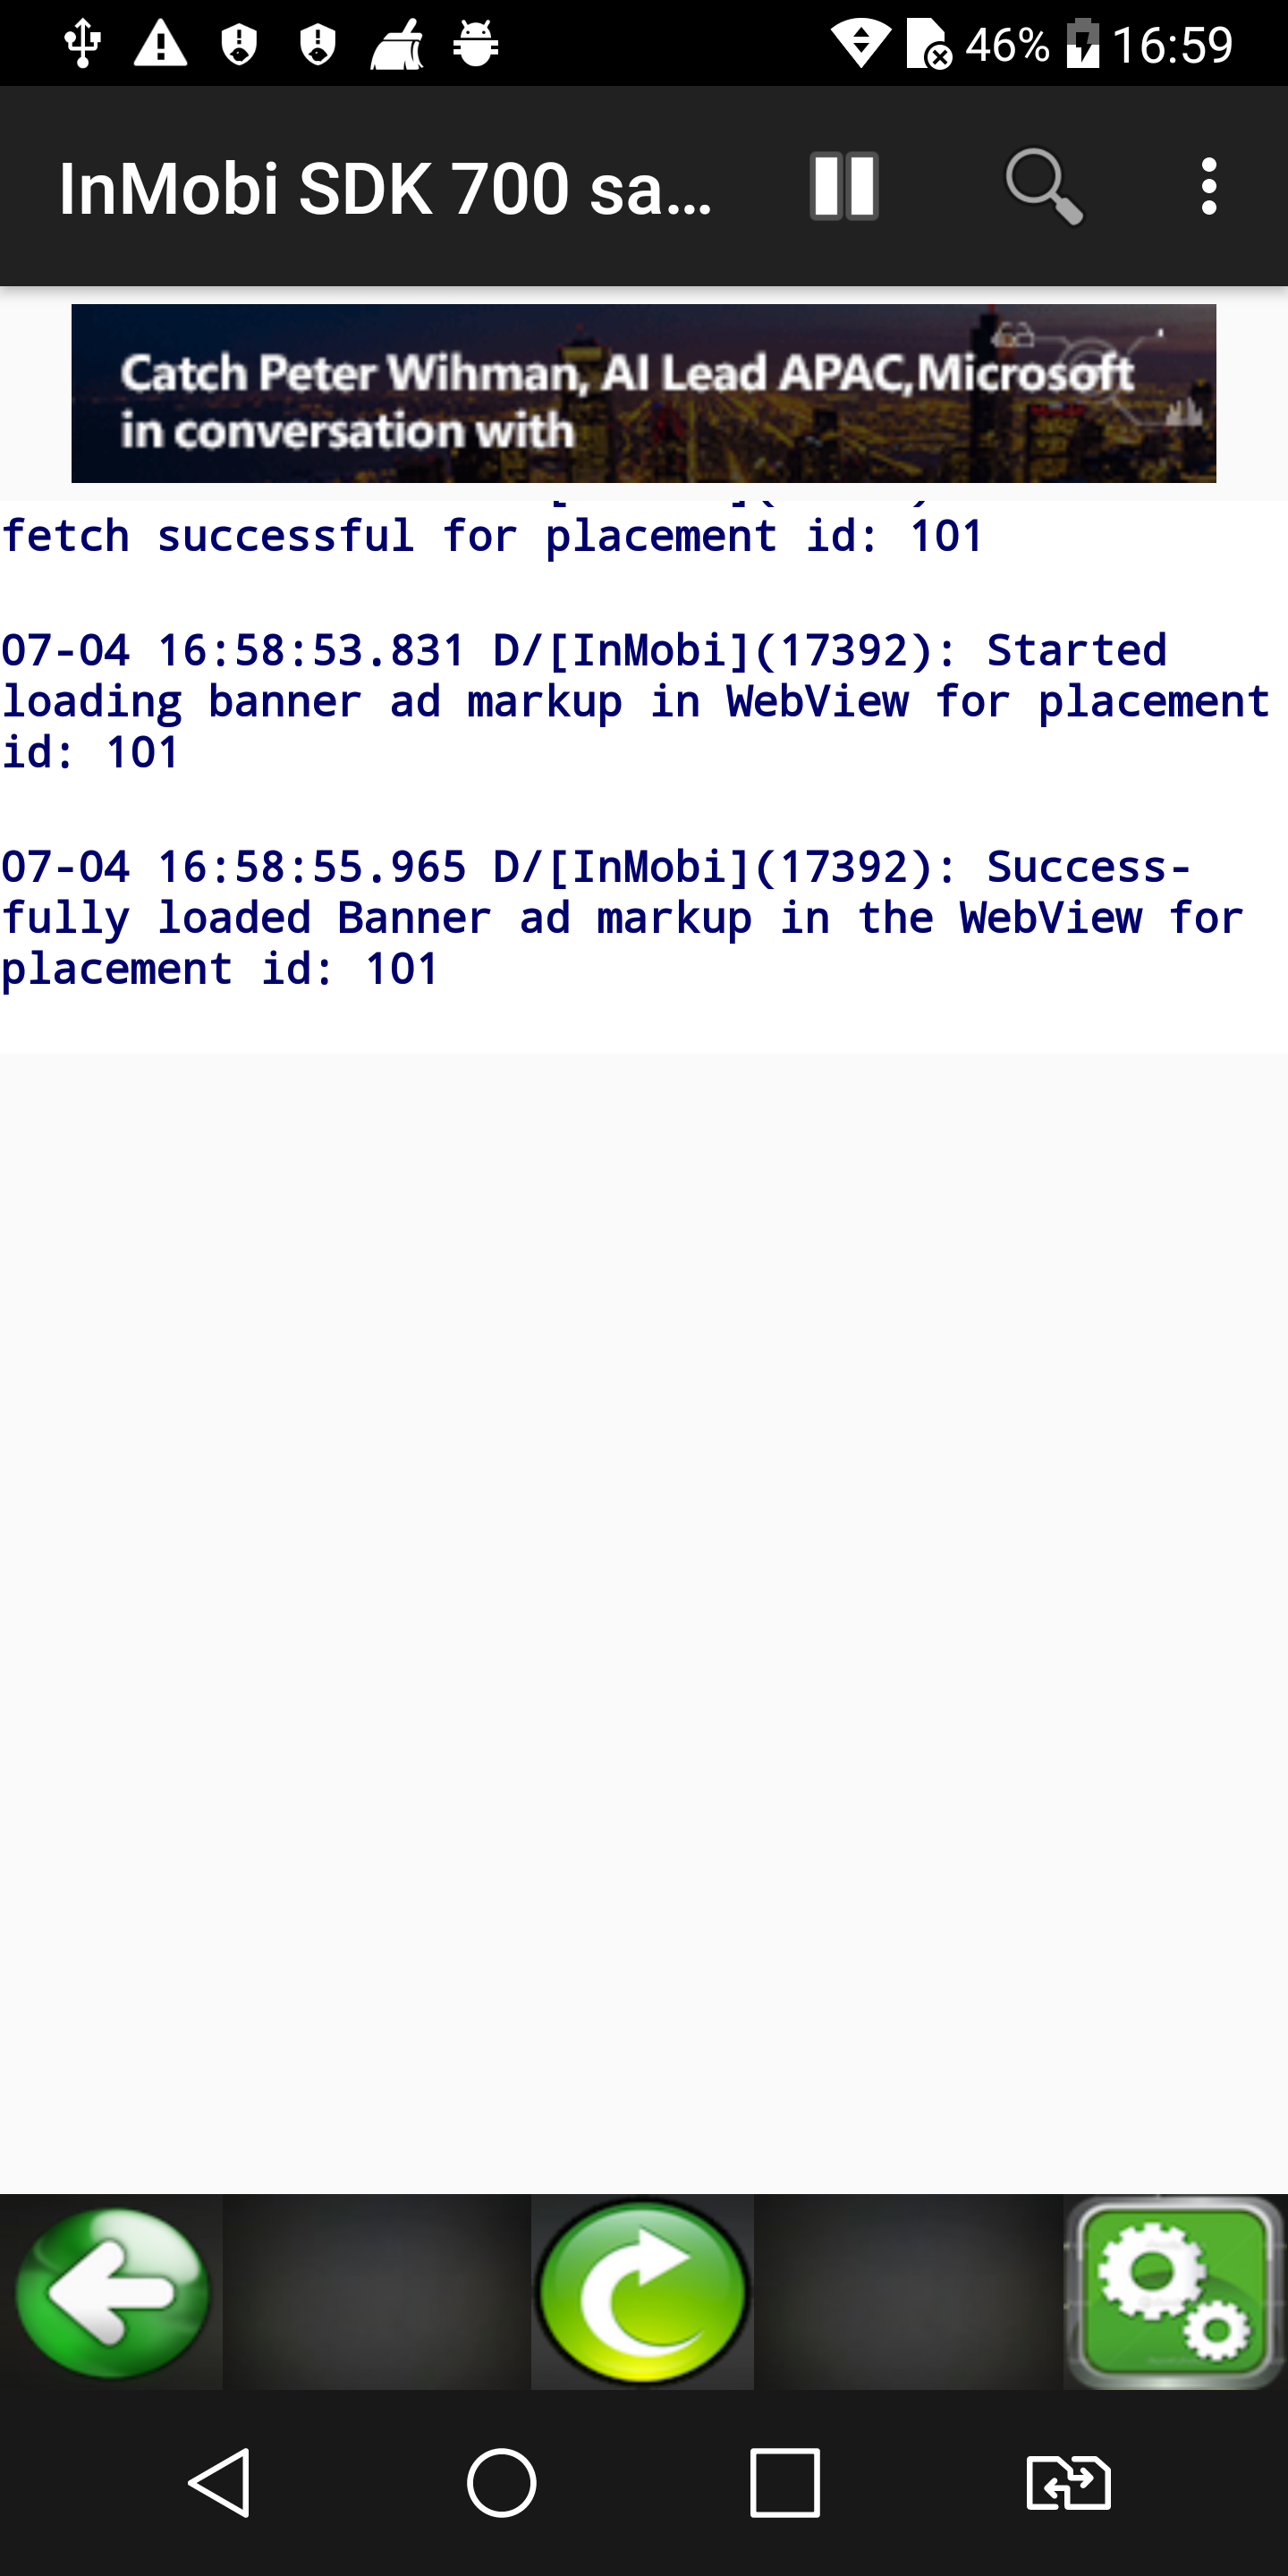 46% 16:59
InMobi SDK 700 sa...
Catch Peter Wihman, AI Lead APAC,Microsoft
in conversation with
fetch successful for placement id: 101
07-04 16:58:53.831 D/[InMobi](17392): Started
loading banner ad markup in WebView for placement
id: 101
07-04 16:58:55.965 D/[InMobi](17392): Success-
fully loaded Banner ad markup in the WebView for
placement id: 101